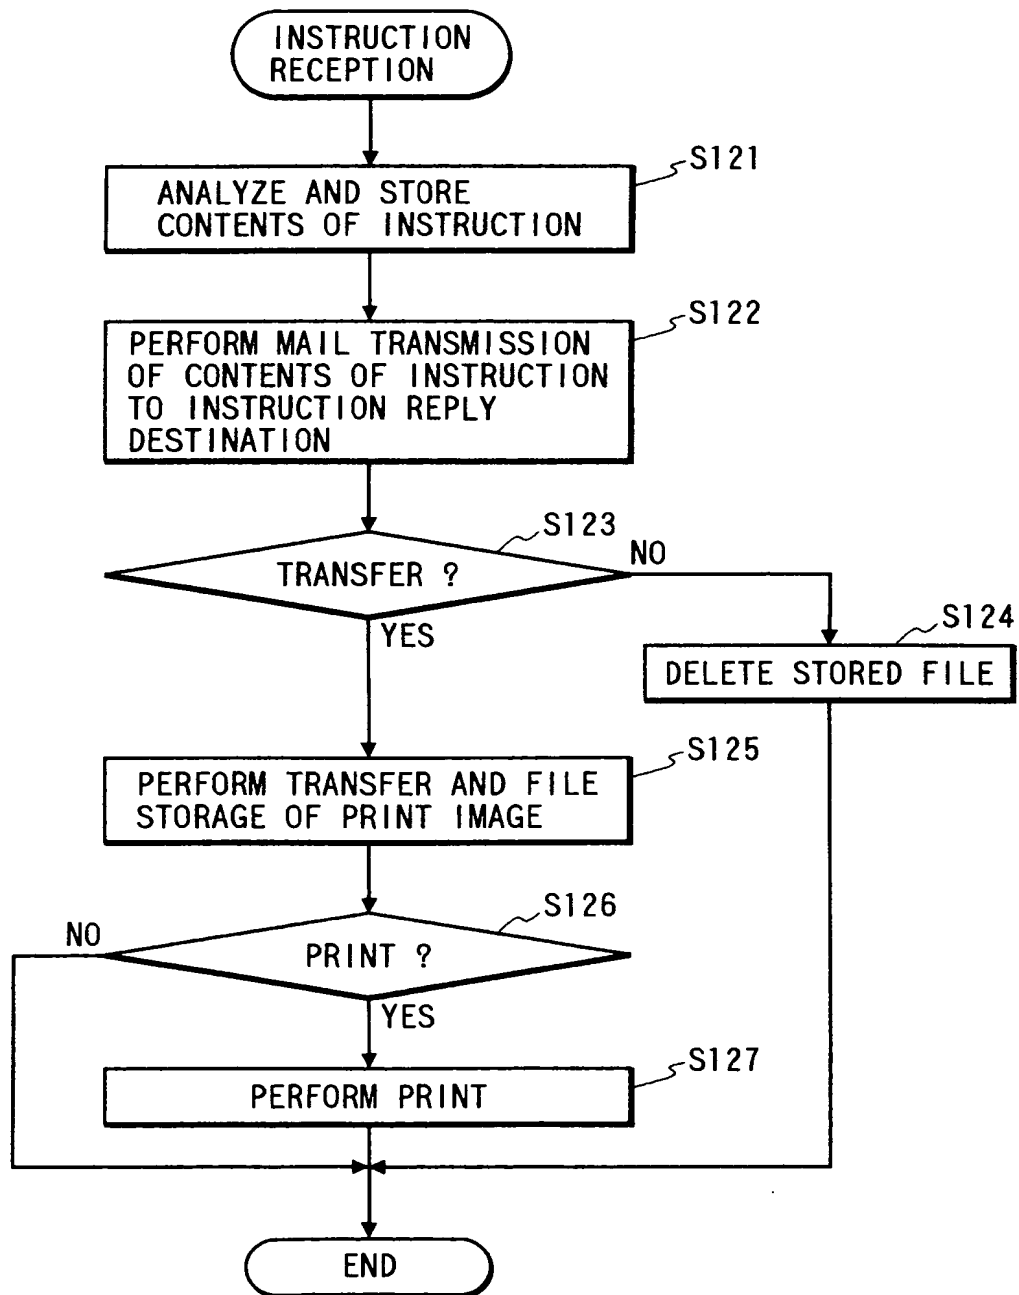 INSTRUCTION
RECEPTION
S121
ANALYZE AND STORE
CONTENTS OF INSTRUCTION
S122
PERFORM MAIL TRANSMISSION
OF CONTENTS OF INSTRUCTION
TO INSTRUCTION REPLY
DESTINATION
S123
TRANSFER ?
NO
YES
S124
DELETE STORED FILE
S125
PERFORM TRANSFER AND FILE
STORAGE OF PRINT IMAGE
S126
NO
PRINT ?
YES
S127
PERFORM PRINT
END